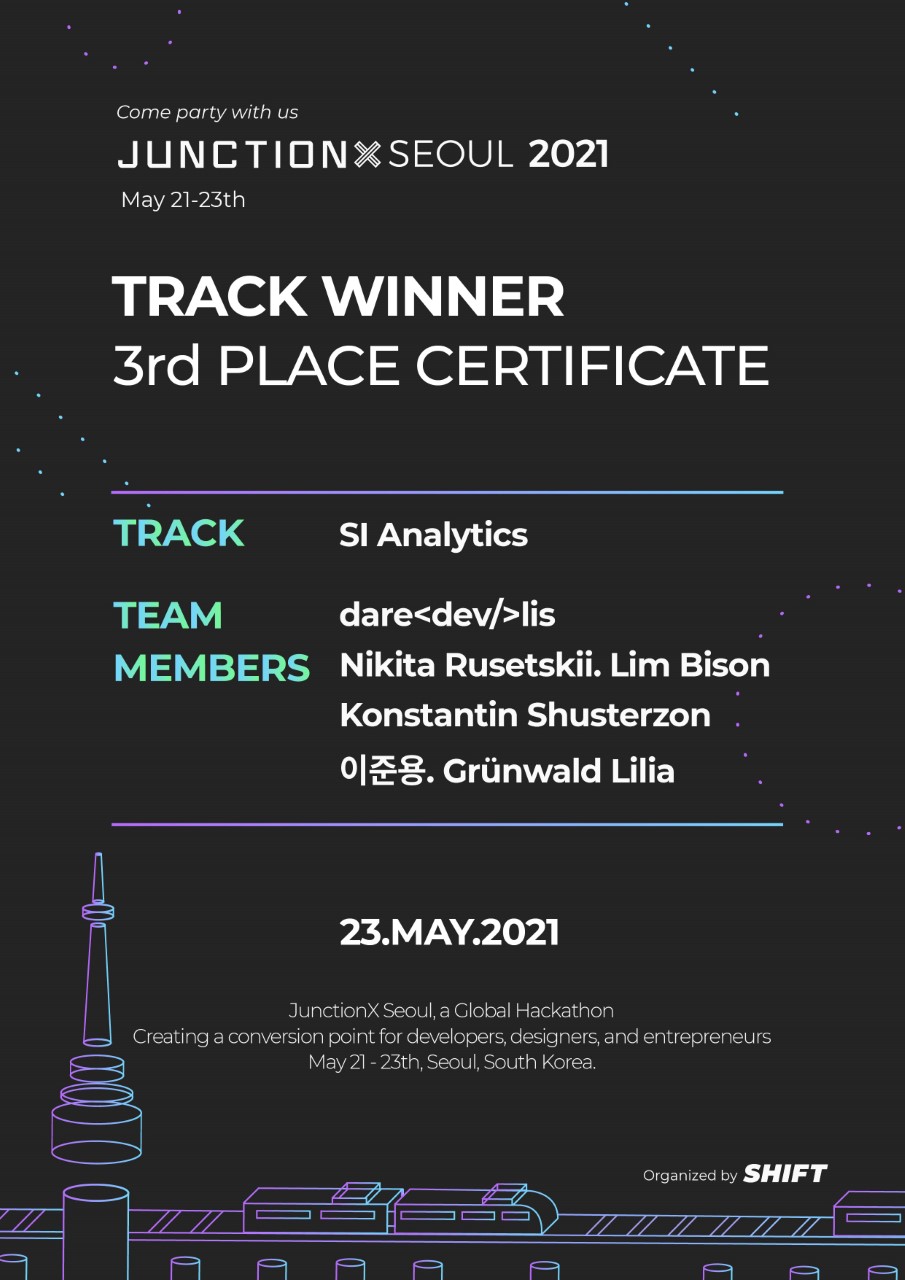 Come party with us
JUNCTIONX SEOUL 2021
May 21-23th
TRACK WINNER
3rd PLACE CERTIFICATE
TRACK SI Analytics
TEAM dare<dev/>lis
MEMBERS Nikita Rusetskii. Lim Bison
Konstantin Shusterzon
이준용. Grünwald Lilia
23.MAY.2021
JunctionX Seoul, a Global Hackathon
Creating a conversion point for developers, designers, and entrepreneurs
May 21 - 23th, Seoul, South Korea.
Organized by SHIFT